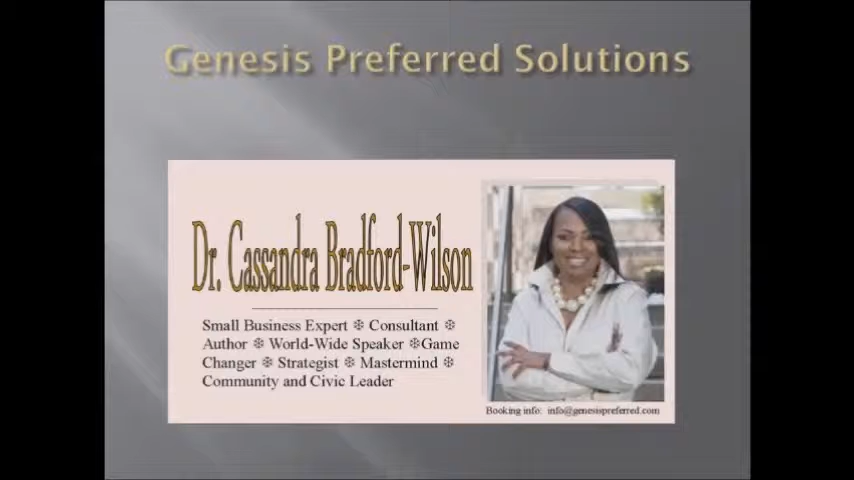 Genesis Preferred Solutions
Dr. Cassandra Bradford-Wilson
Small Business Expert ❄ Consultant ❄
Author ❄ World-Wide Speaker ❄Game
Changer ❄ Strategist ❄ Mastermind ❄
Community and Civic Leader
Booking info: info@genesispreferred.com